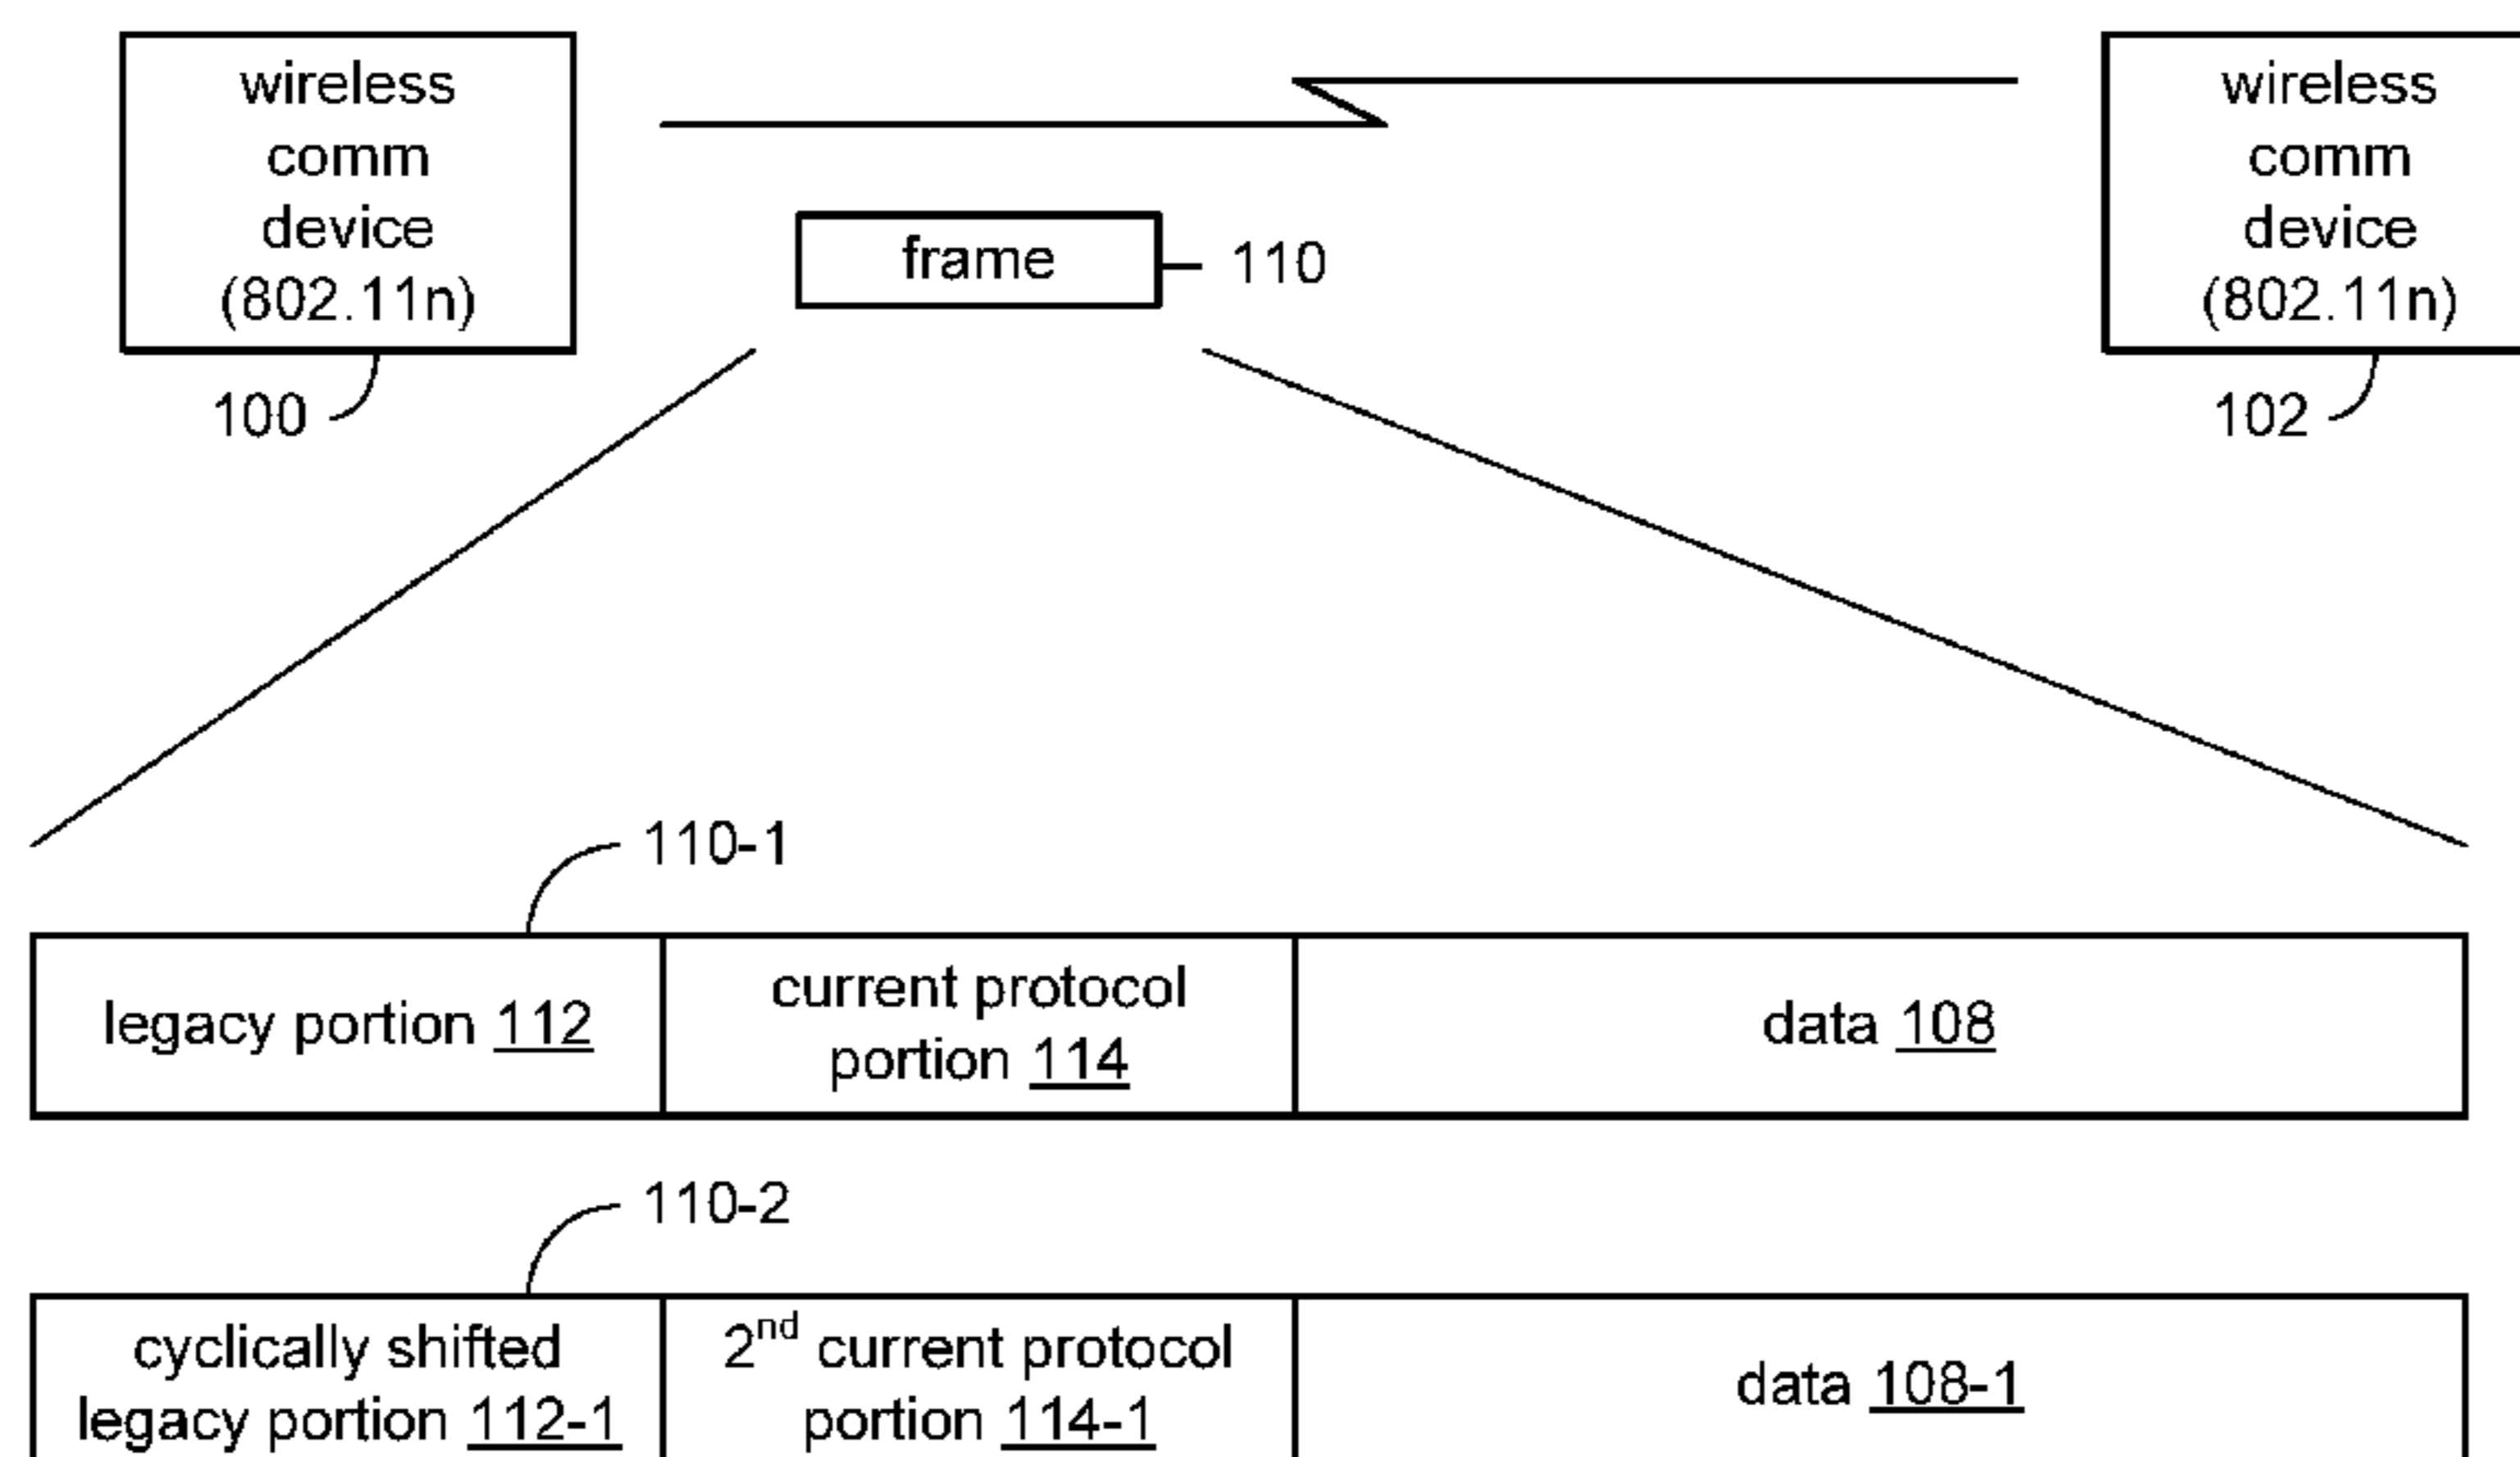 wireless
comm
device
(802.11n)
100
wireless
comm
device
(802.11n)
102
frame
110
110-1
legacy portion 112
current protocol
portion 114
data 108
110-2
cyclically shifted
legacy portion 112-1
2nd current protocol
portion 114-1
data 108-1